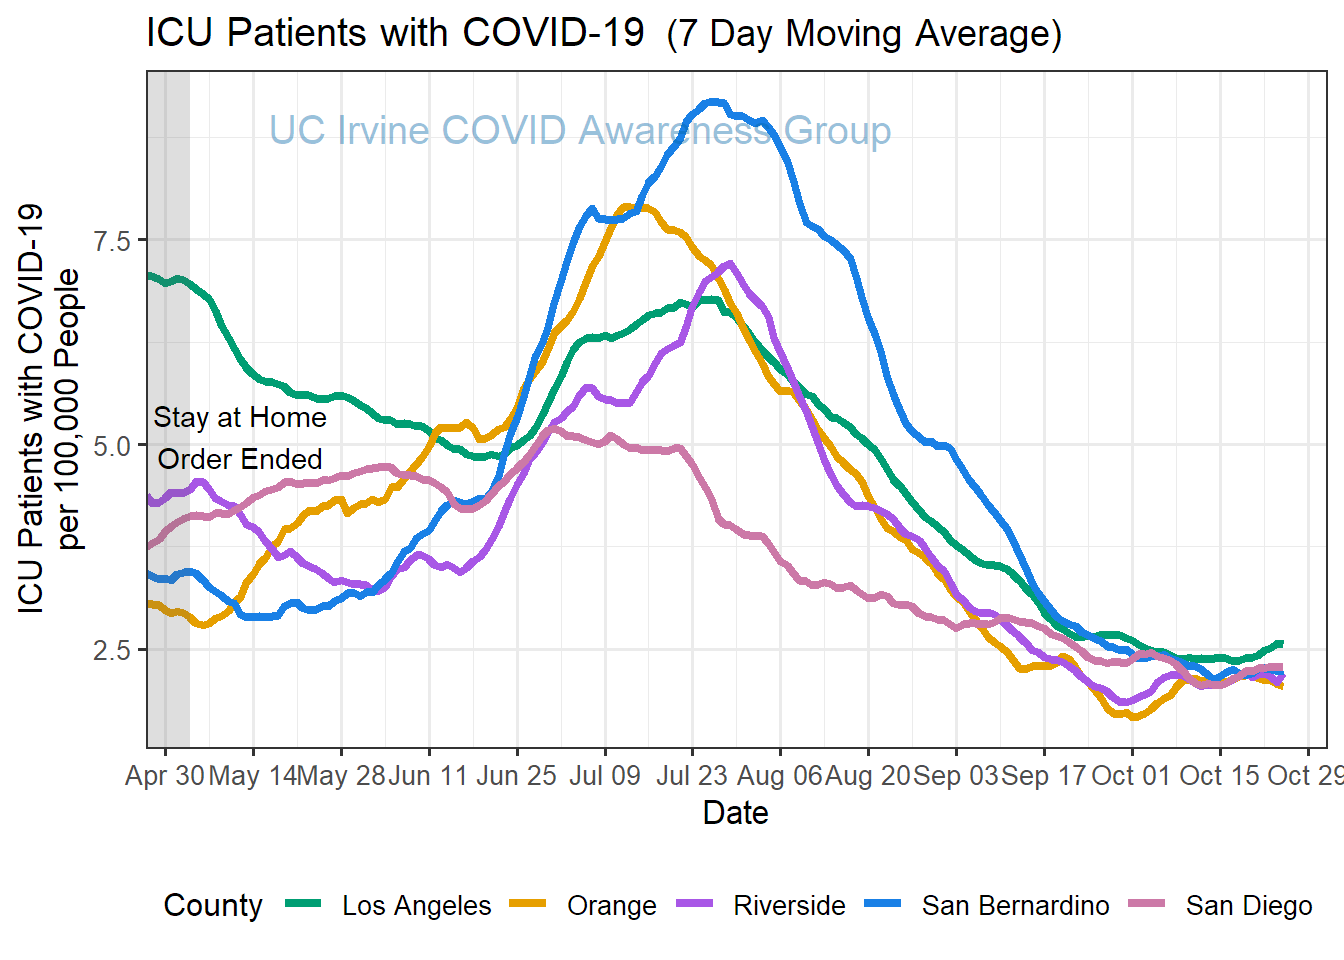 ICU Patients with COVID-19 (7 Day Moving Average)
UC Irvine COVID Awareness Group
ICU Patients with COVID-19
per 100,000 People
7.5
5.0
2.5
Stay at Home
Order Ended
Apr 30 May 14 May 28 Jun 11 Jun 25 Jul 09 Jul 23 Aug 06 Aug 20 Sep 03 Sep 17 Oct 01 Oct 15 Oct 29
Date
County Los Angeles Orange Riverside San Bernardino San Diego